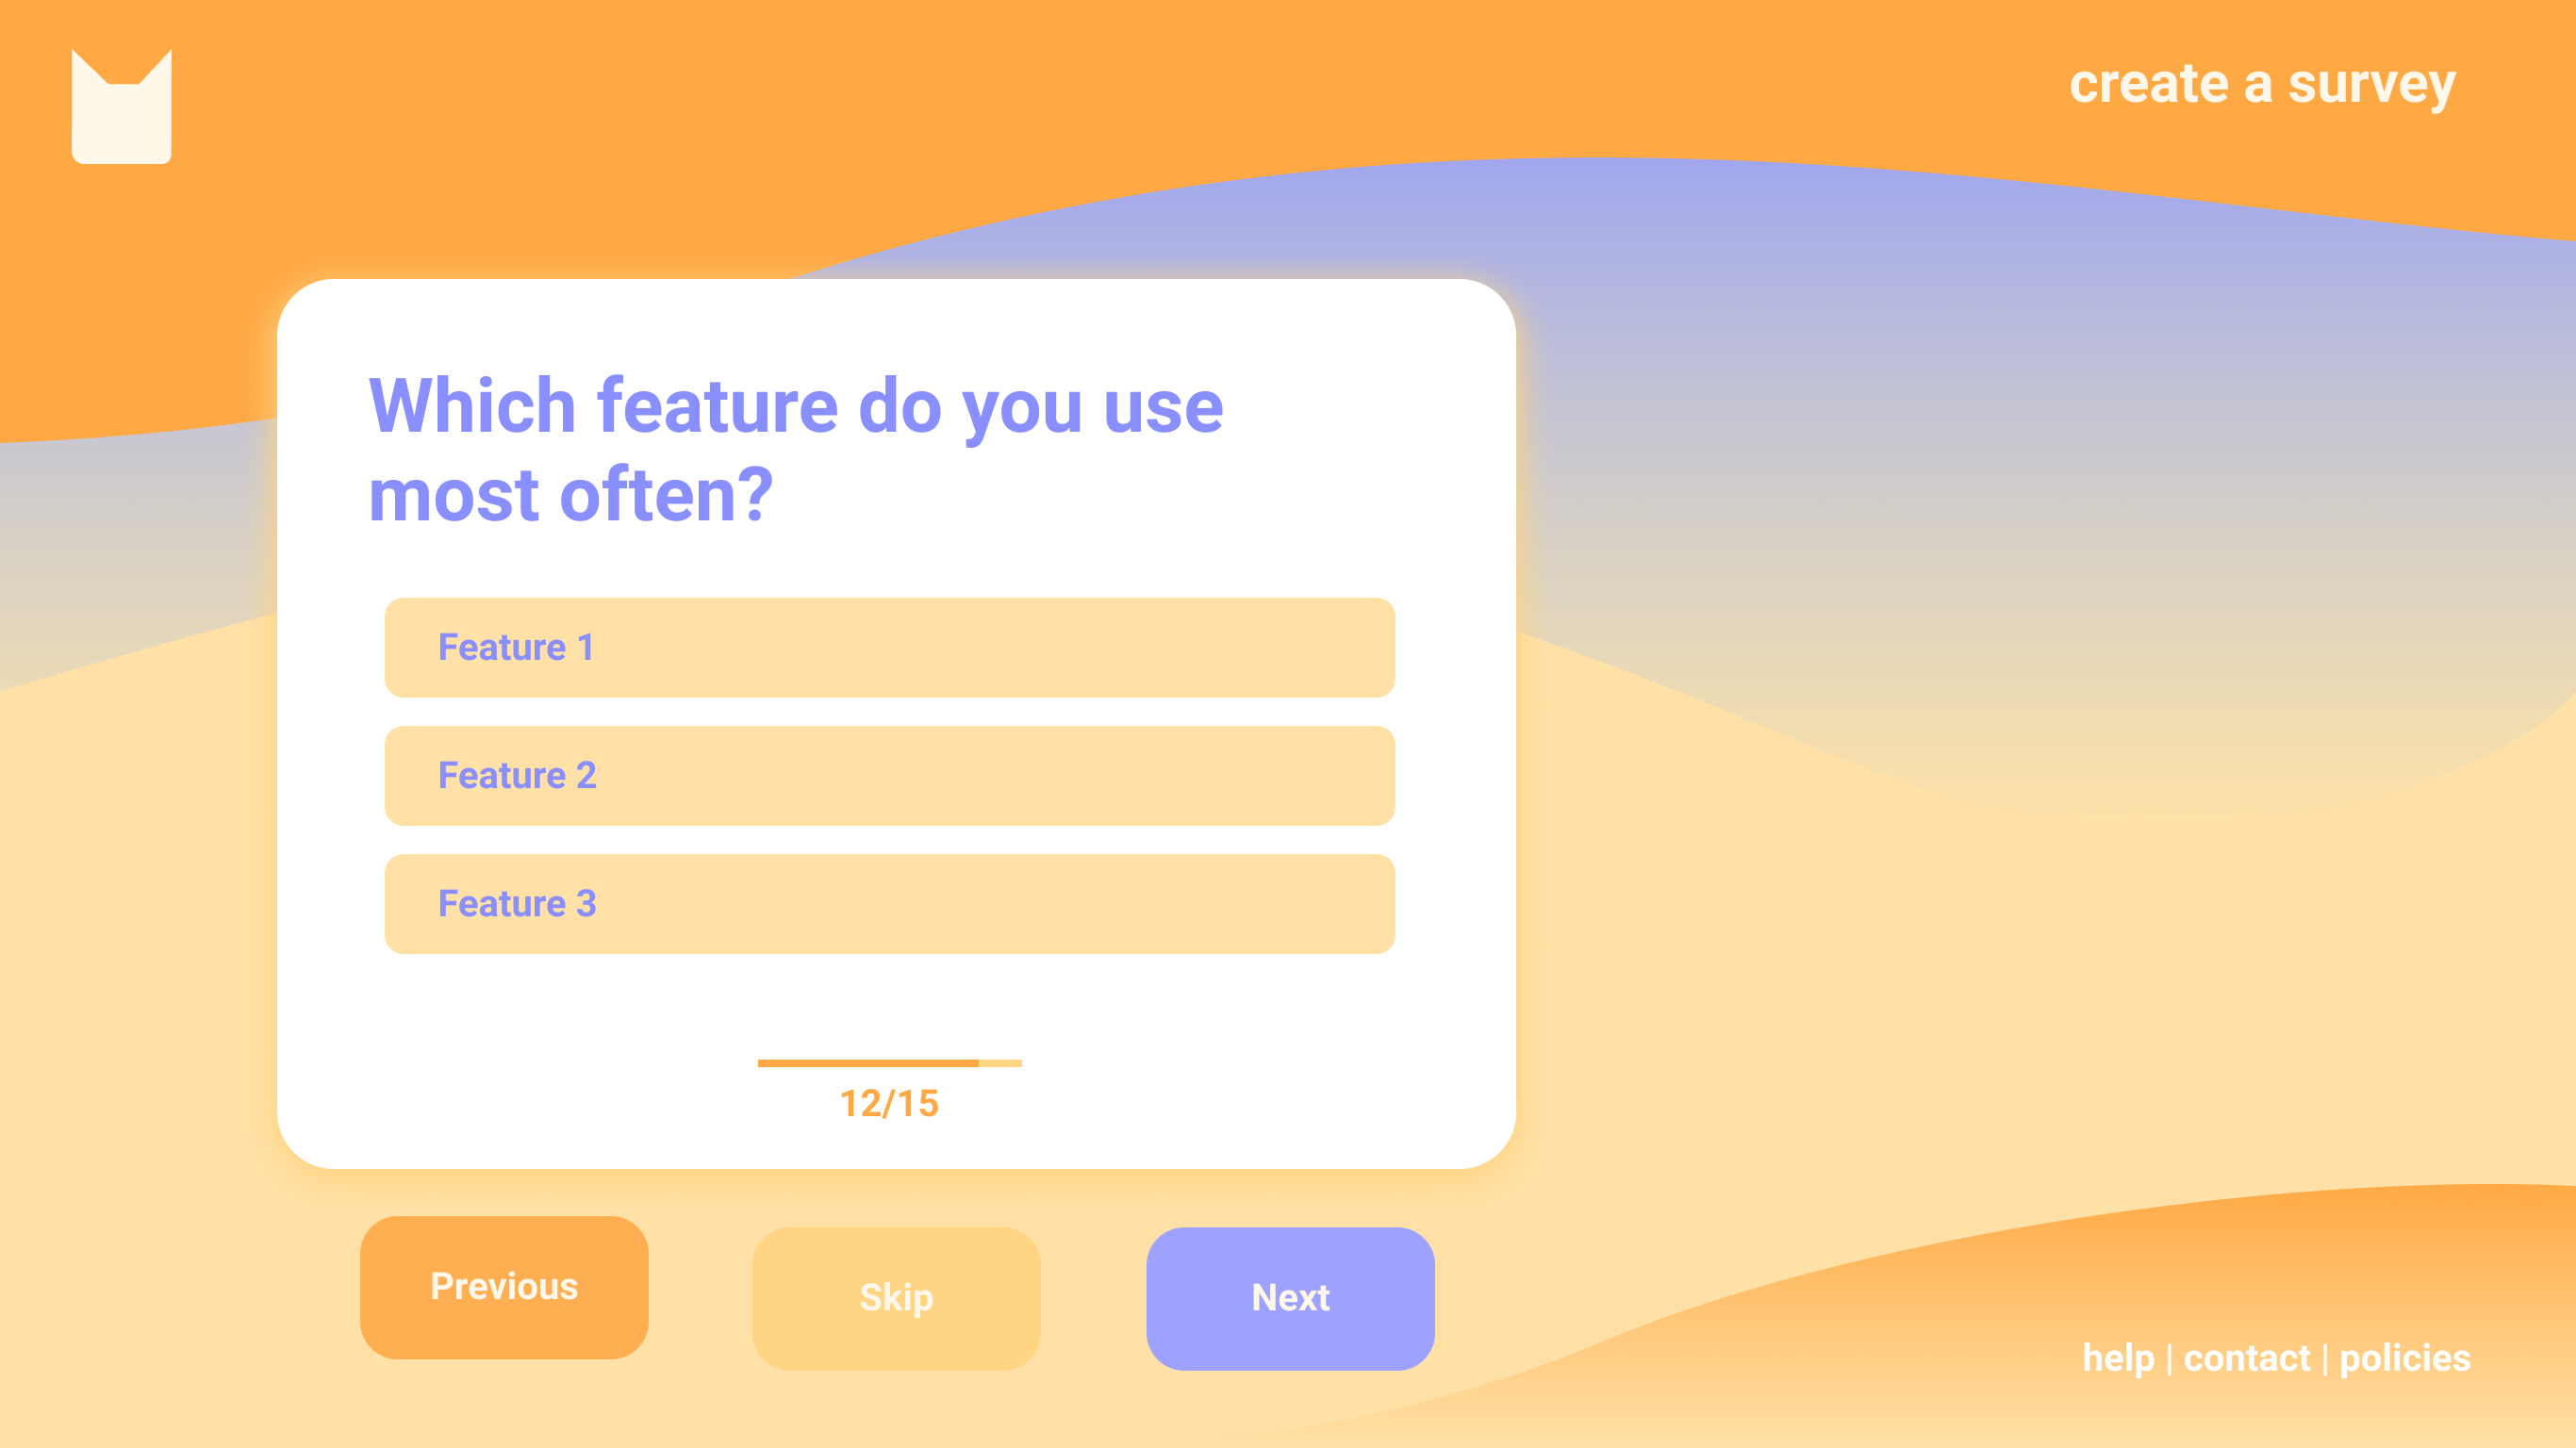 create a survey
Which feature do you use
most often?
Feature 1
Feature 2
Feature 3
12/15
Previous
Skip
Next
help | contact | policies